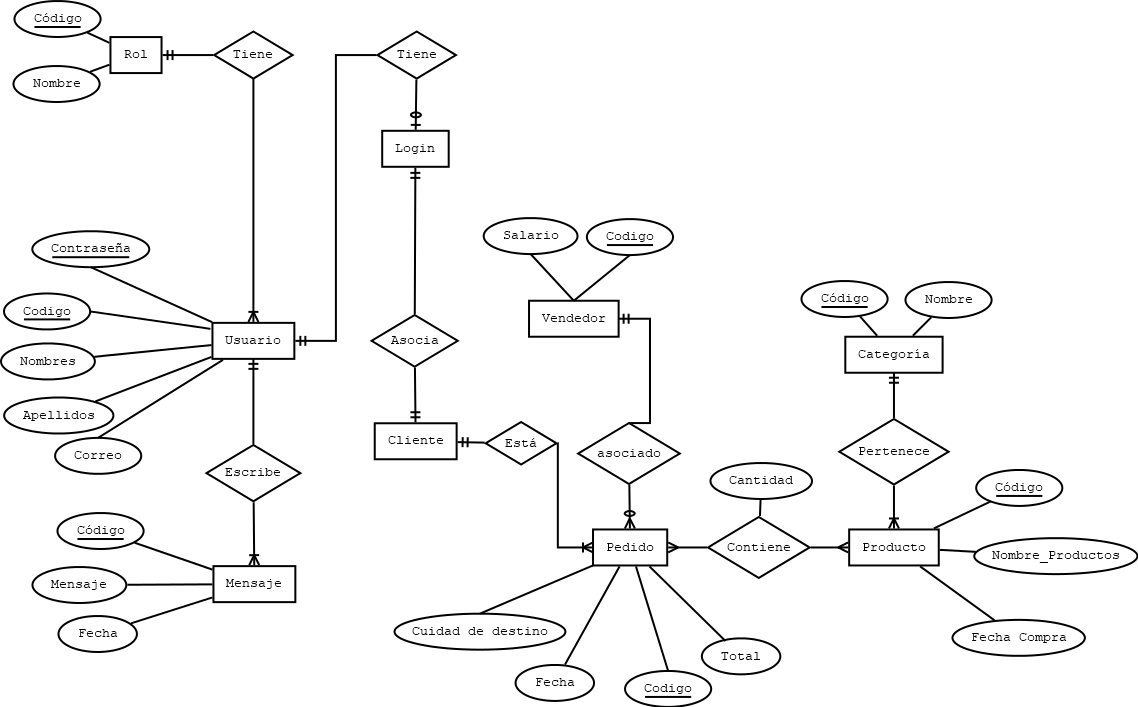 Código
Rol
Tiene
Tiene
Nombre
Login
Contraseña
Salario
Codigo
Código
Nombre
Codigo
Vendedor
Usuario
Asocia
Categoría
Nombres
Apellidos
Cliente
Está
asociado
Pertenece
Correo
Escribe
Cantidad
Código
Código
Pedido
Contiene
Producto
Nombre_Productos
Mensaje
Mensaje
Fecha
Cuidad de destino
Fecha Compra
Total
Fecha
Codigo